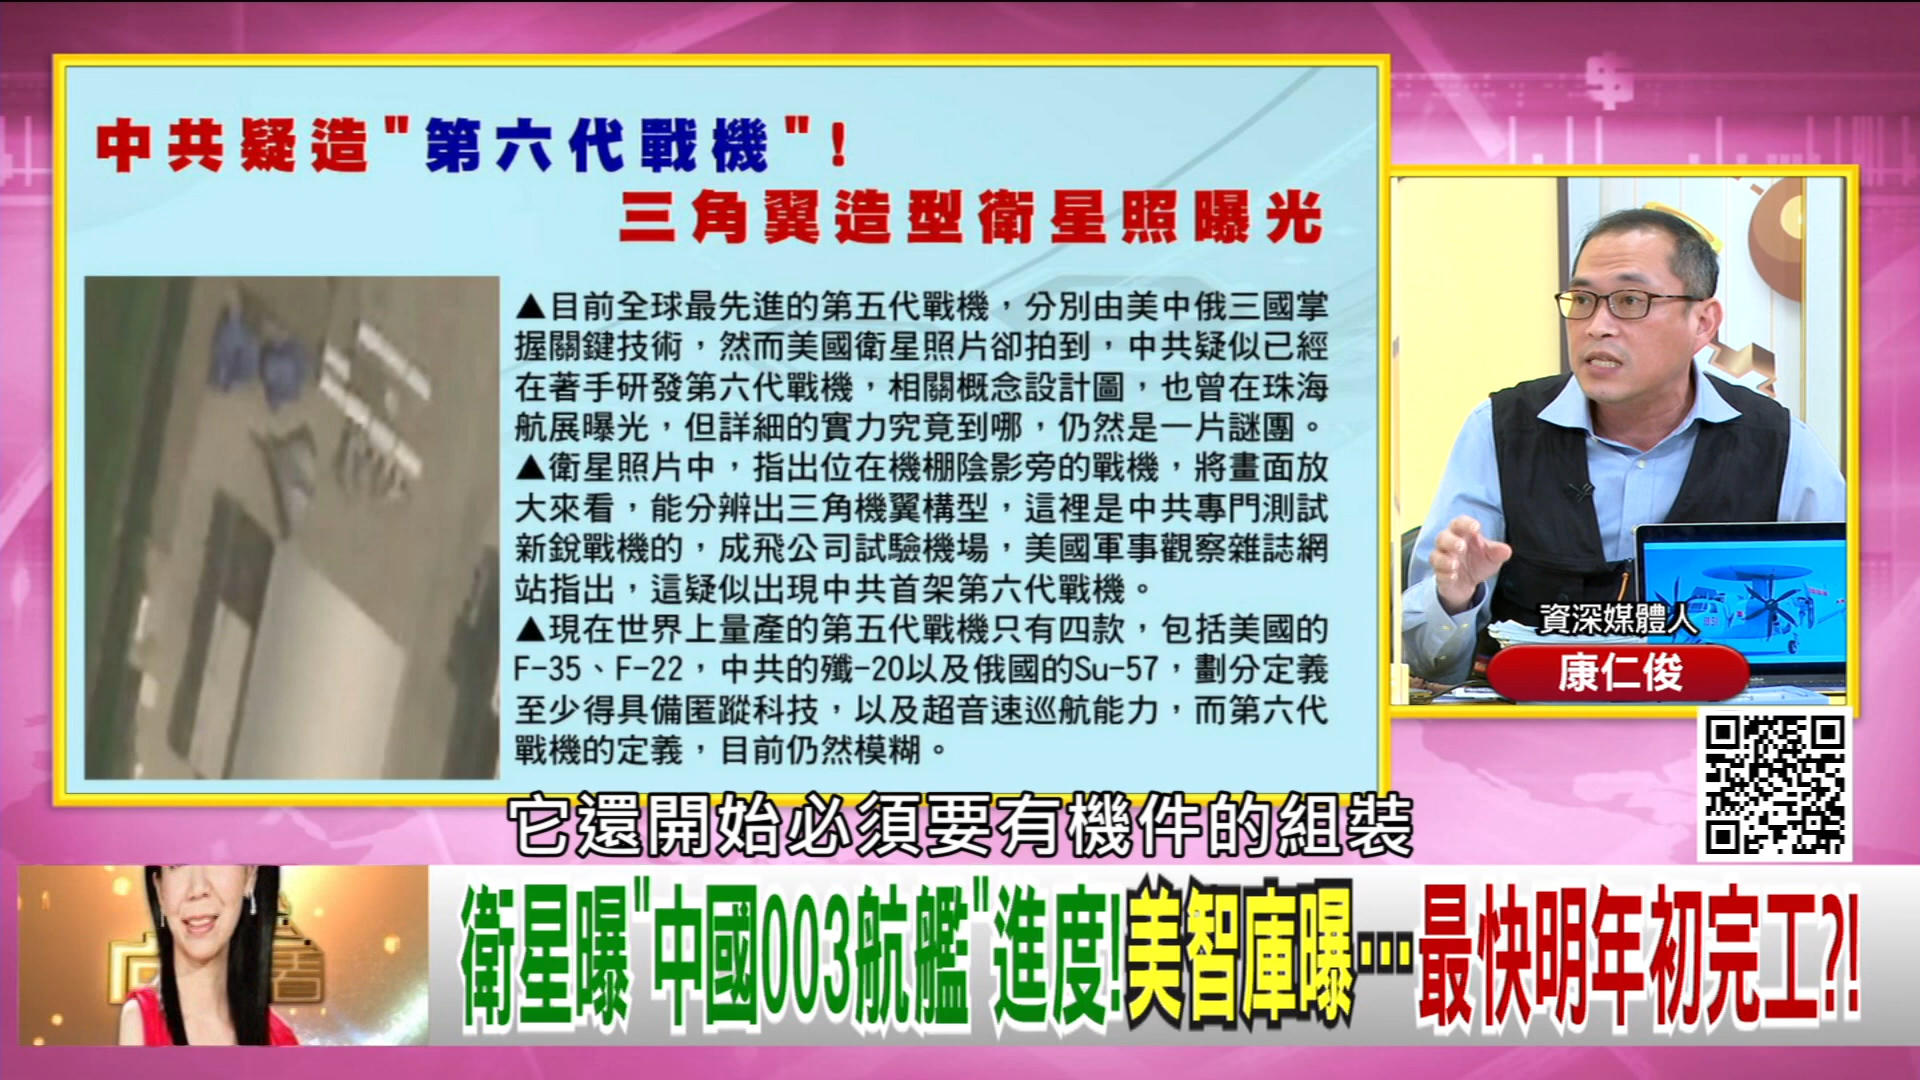 中共疑造"第六代戰機"!
三角翼造型衛星照曝光
▲目前全球最先進的第五代戰機，分別由美中俄三國掌
握關鍵技術，然而美國衛星照片卻拍到，中共疑似已經
在著手研發第六代戰機，相關概念設計圖，也曾在珠海
航展曝光，但詳細的實力究竟到哪，仍然是一片謎團。
▲衛星照片中，指出位在機棚陰影旁的戰機，將畫面放
大來看，能分辨出三角機翼構型，這裡是中共專門測試
新銳戰機的，成飛公司試驗機場，美國軍事觀察雜誌網
站指出，這疑似出現中共首架第六代戰機。
▲現在世界上量產的第五代戰機只有四款，包括美國的
F-35、F-22，中共的殲-20以及俄國的Su-57，劃分定義
至少得具備匿蹤科技，以及超音速巡航能力，而第六代
戰機的定義，目前仍然模糊。
資深媒體人
康仁俊
它還開始必須要有機件的組裝
衛星曝"中國003航艦"進度!美智庫曝…最快明年初完工?!